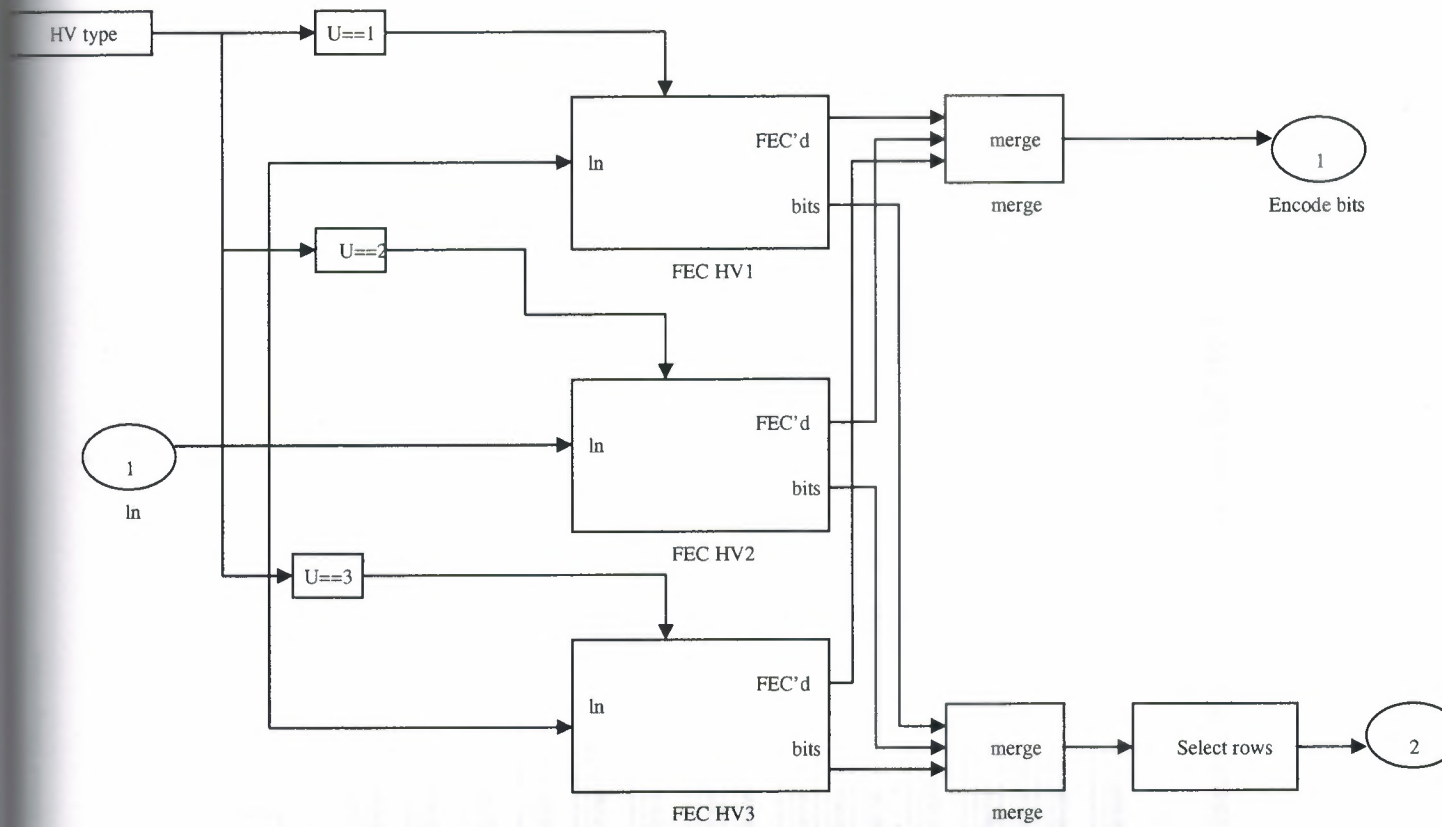 HV type
U==1
FEC'd
ln
bits
FEC HV1
merge
merge
1
Encode bits
U==2
FEC'd
ln
bits
FEC HV2
1
ln
U==3
FEC'd
ln
bits
FEC HV3
merge
merge
Select rows
2